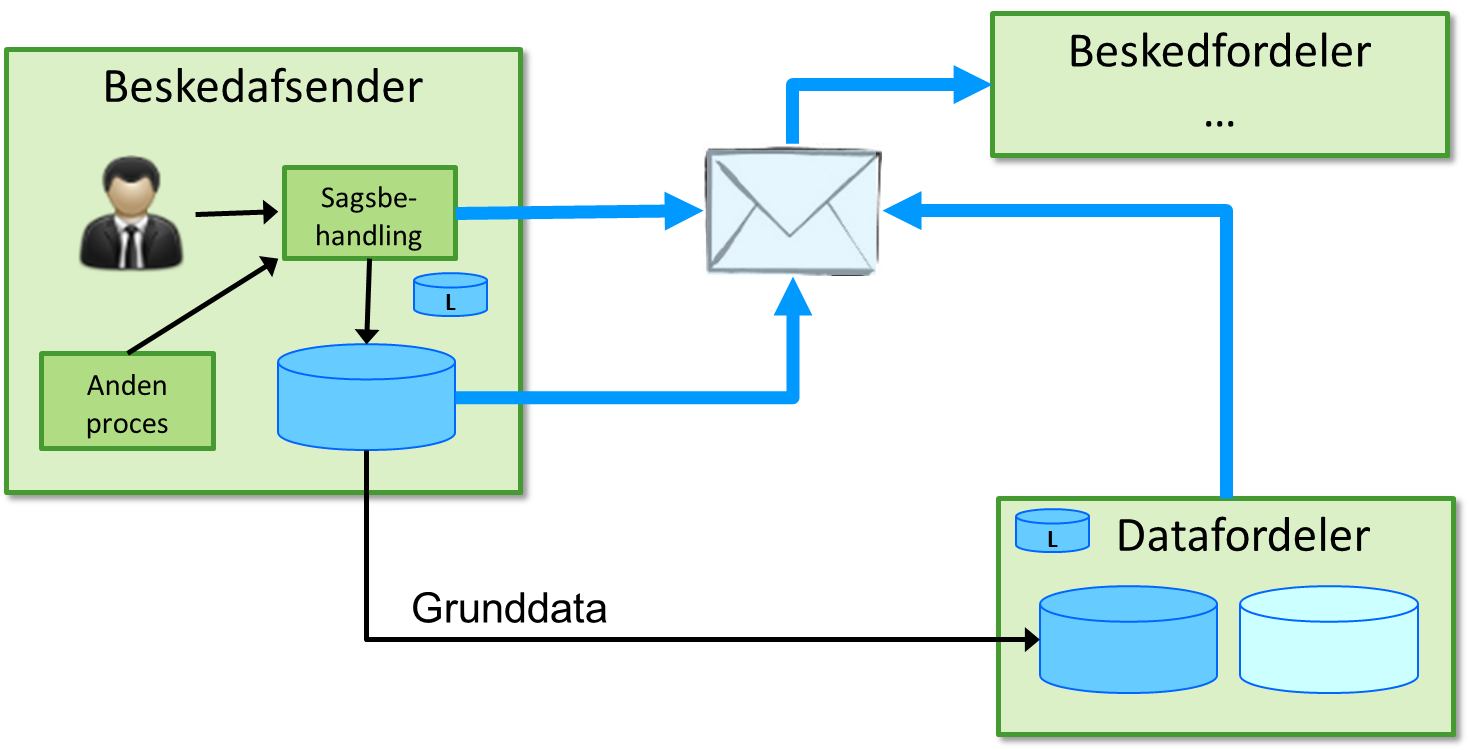 Beskedafsender
Sagsbe-
handling
L
Anden
proces
Beskedfordeler
...
Grunddata
L
Datafordeler